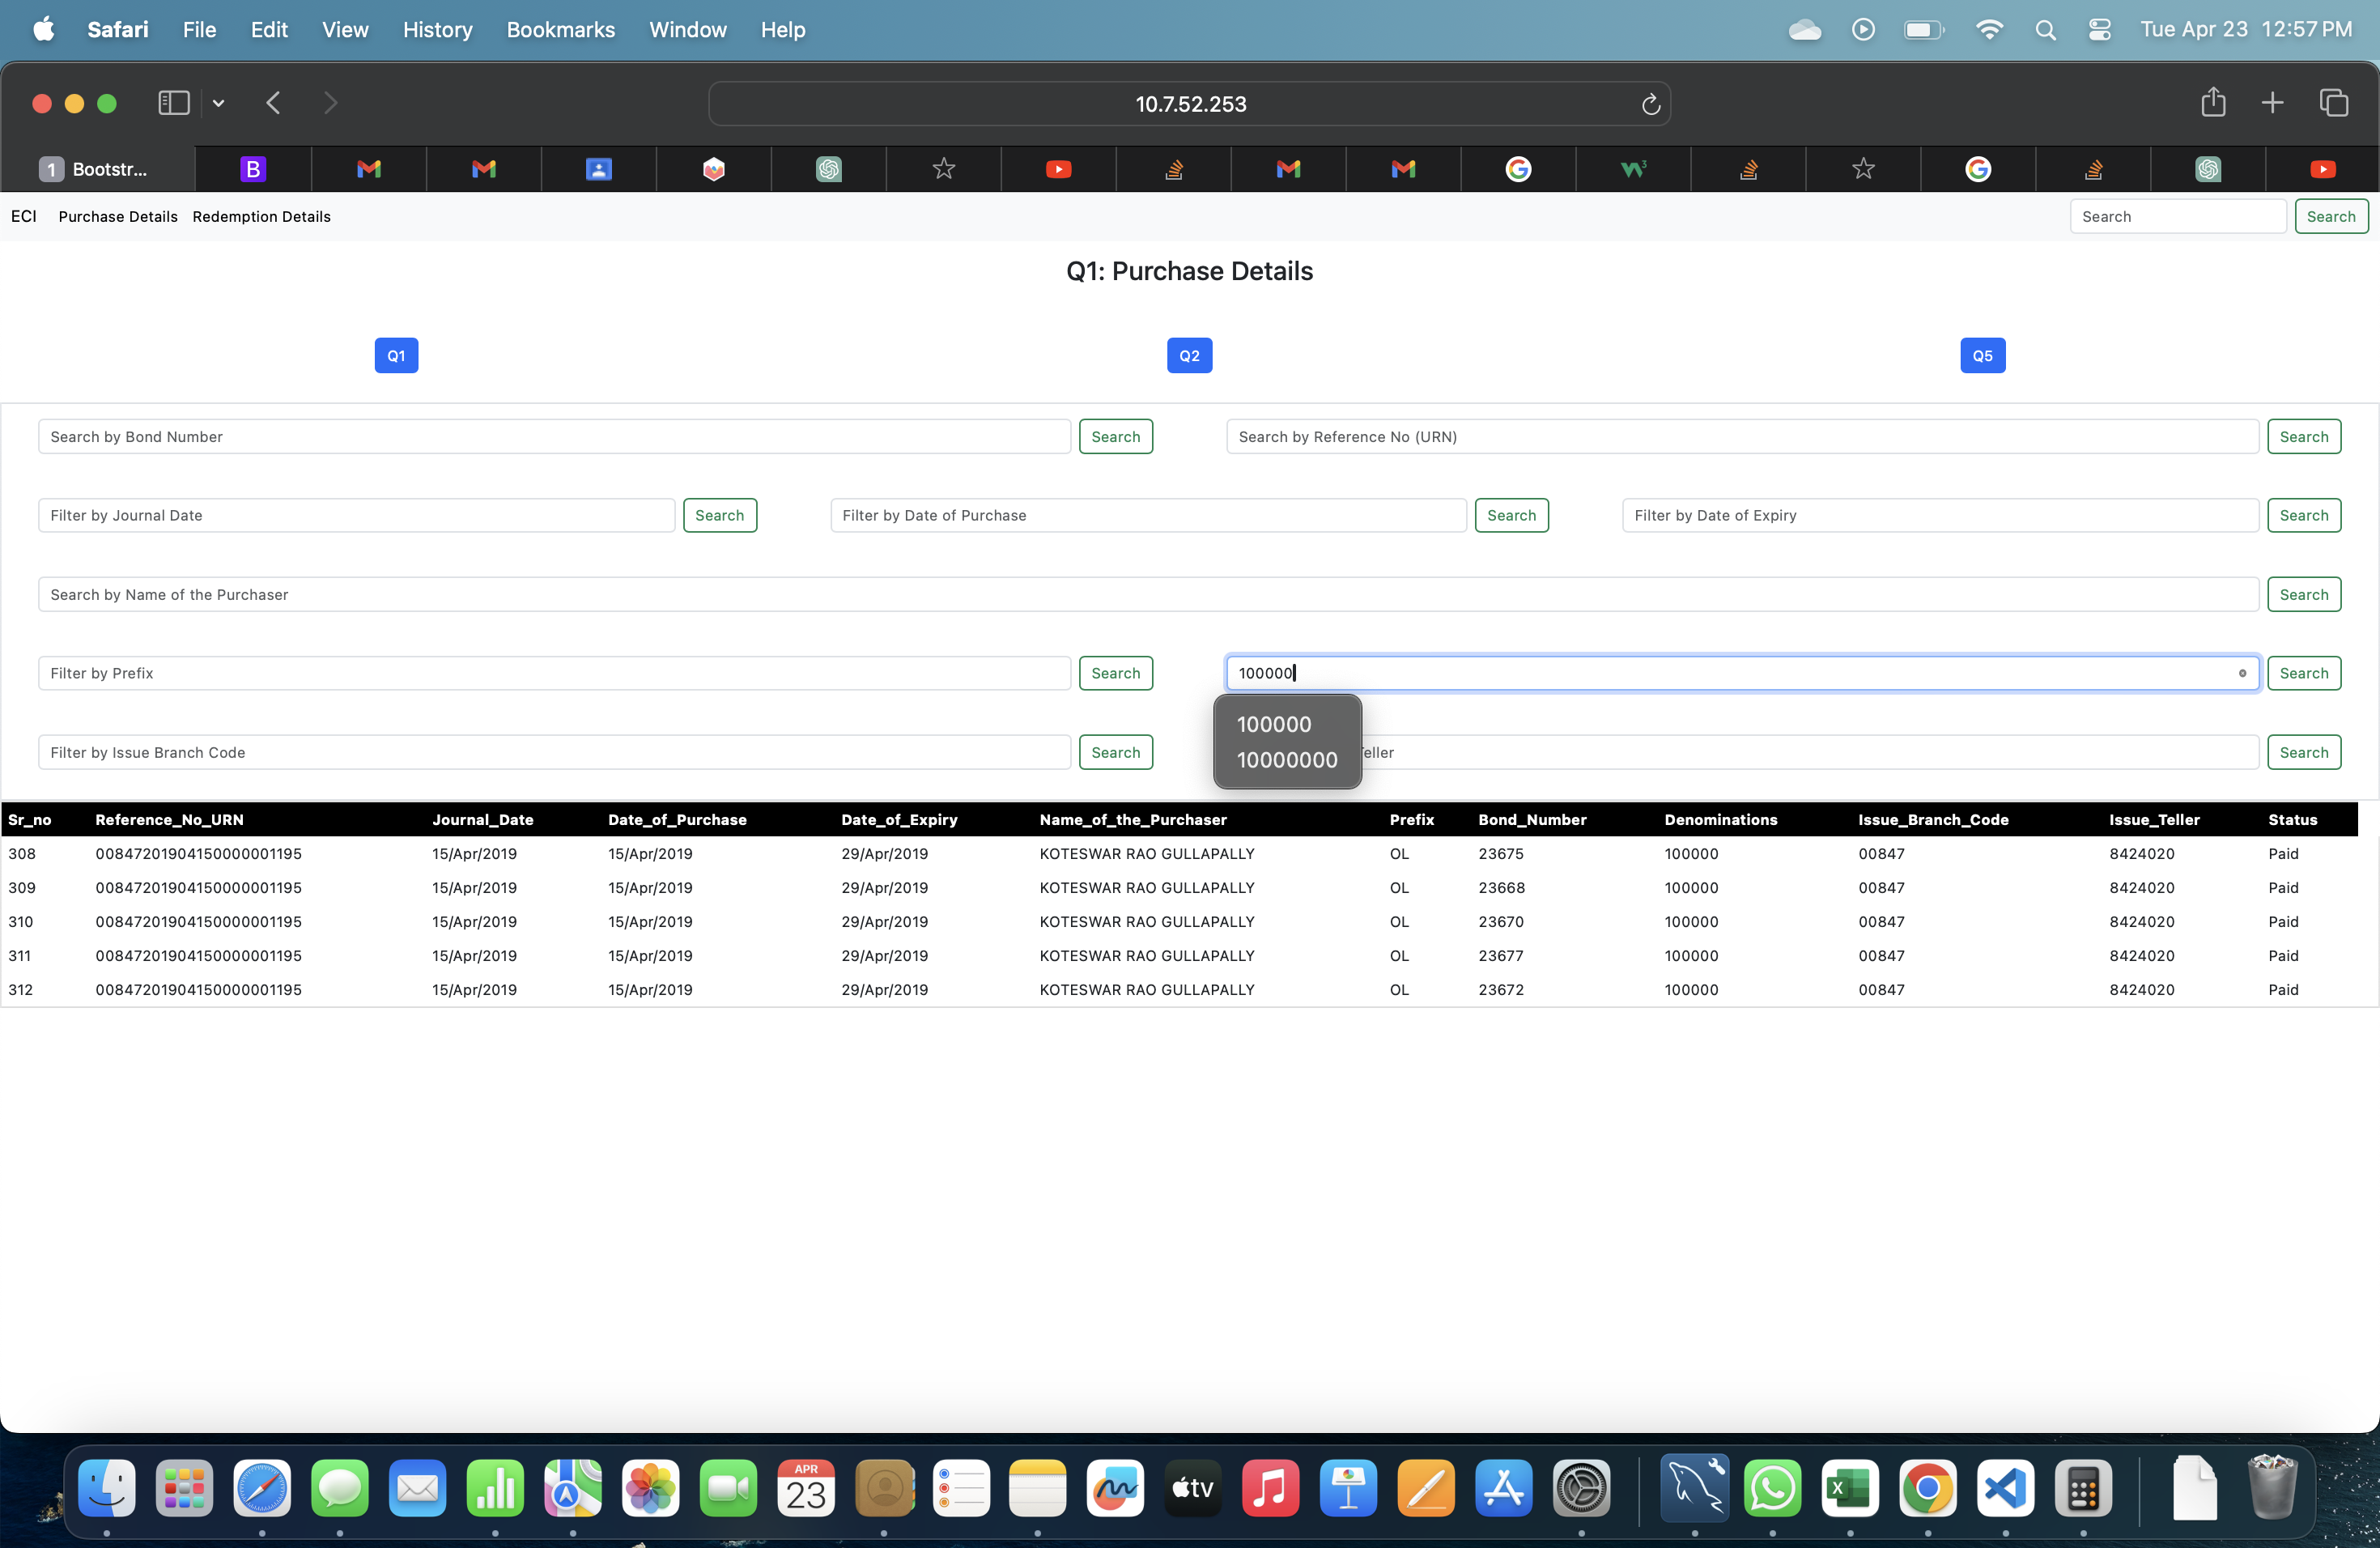 Safari File Edit View History Bookmarks Window Help Tue Apr 23 12:57 PM
10.7.52.253
1 Bootstr... B
ECI Purchase Details Redemption Details Search Search
Q1: Purchase Details
Q1 Q2 Q5
Search by Bond Number Search Search by Reference No (URN) Search
Filter by Journal Date Search Filter by Date of Purchase Search Filter by Date of Expiry Search
Search by Name of the Purchaser Search
Filter by Prefix Search 100000 Search
100000
10000000
Filter by Issue Branch Code Search Teller Search
Sr_no Reference_No_URN Journal_Date Date_of_Purchase Date_of_Expiry Name_of_the_Purchaser Prefix Bond_Number Denominations Issue_Branch_Code Issue_Teller Status
308 00847201904150000001195 15/Apr/2019 15/Apr/2019 29/Apr/2019 KOTESWAR RAO GULLAPALLY OL 23675 100000 00847 8424020 Paid
309 00847201904150000001195 15/Apr/2019 15/Apr/2019 29/Apr/2019 KOTESWAR RAO GULLAPALLY OL 23668 100000 00847 8424020 Paid
310 00847201904150000001195 15/Apr/2019 15/Apr/2019 29/Apr/2019 KOTESWAR RAO GULLAPALLY OL 23670 100000 00847 8424020 Paid
311 00847201904150000001195 15/Apr/2019 15/Apr/2019 29/Apr/2019 KOTESWAR RAO GULLAPALLY OL 23677 100000 00847 8424020 Paid
312 00847201904150000001195 15/Apr/2019 15/Apr/2019 29/Apr/2019 KOTESWAR RAO GULLAPALLY OL 23672 100000 00847 8424020 Paid
APR
23
tv